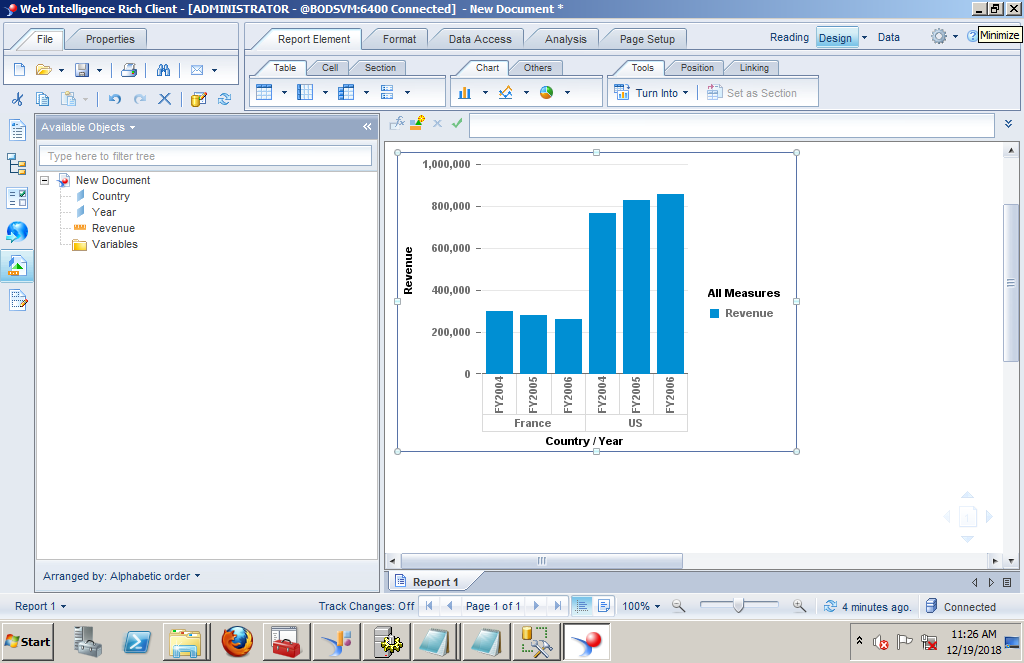 Web Intelligence Rich Client - [ADMINISTRATOR - @BODSVM:6400 Connected] - New Document *
File Properties
Report Element Format Data Access Analysis Page Setup
Reading Design Data
Minimize
Table Cell Section
Chart Others
Tools Position Linking
Turn Into Set as Section
Available Objects
Type here to filter tree
New Document
Country
Year
Revenue
Variables
Arranged by: Alphabetic order
1,000,000
800,000
600,000
400,000
200,000
0
Revenue
FY2004 FY2005 FY2006 FY2004 FY2005 FY2006
France US
Country / Year
All Measures
Revenue
Report 1
Report 1
Track Changes: Off
Page 1 of 1
100%
4 minutes ago.
Connected
Start
11:26 AM
12/19/2018